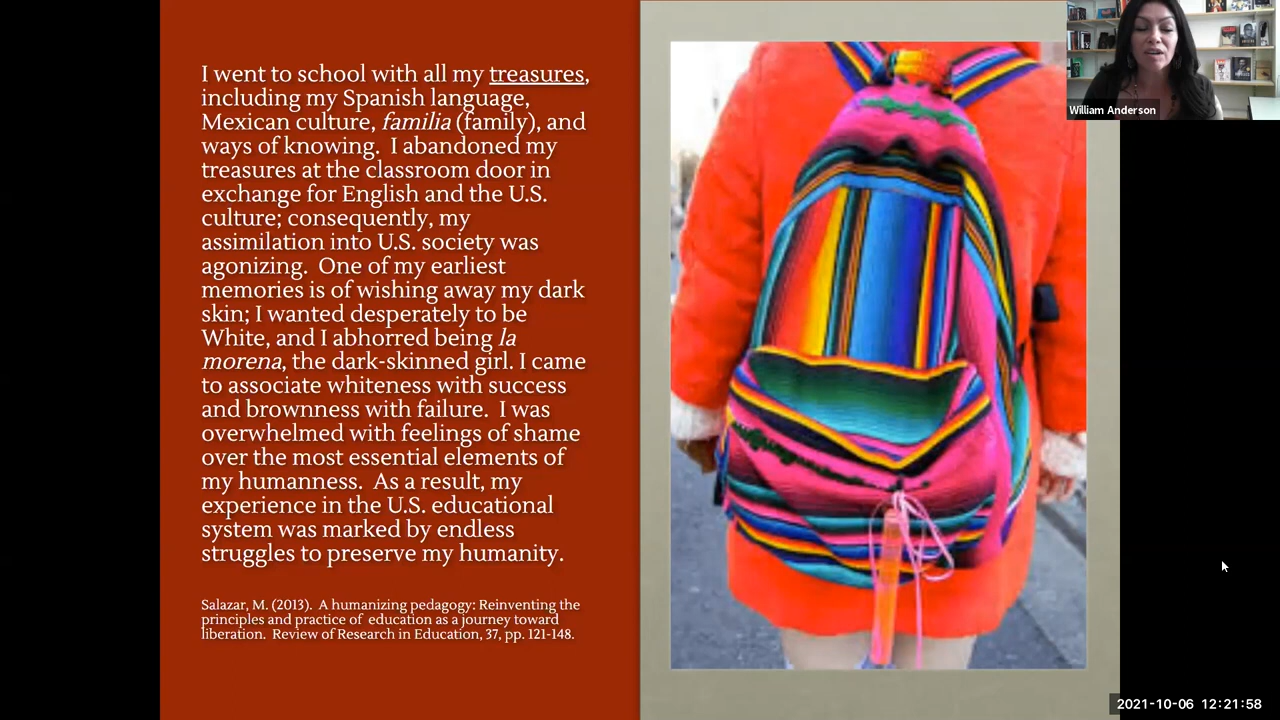 I went to school with all my treasures,
including my Spanish language,
Mexican culture, familia (family), and
ways of knowing.  I abandoned my
treasures at the classroom door in
exchange for English and the U.S.
culture; consequently, my
assimilation into U.S. society was
agonizing.  One of my earliest
memories is of wishing away my dark
skin; I wanted desperately to be
White, and I abhorred being la
morena, the dark-skinned girl. I came
to associate whiteness with success
and brownness with failure.  I was
overwhelmed with feelings of shame
over the most essential elements of
my humanness.  As a result, my
experience in the U.S. educational
system was marked by endless
struggles to preserve my humanity.
Salazar, M. (2013).  A humanizing pedagogy: Reinventing the
principles and practice of education as a journey toward
liberation.  Review of Research in Education, 37, pp. 121-148.
William Anderson
2021-10-06 12:21:58